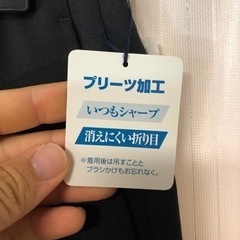 プリーツ加工
いつもシャープ
消えにくい折り目
※着用後は吊すことと
ブラシかけもお忘れなく。